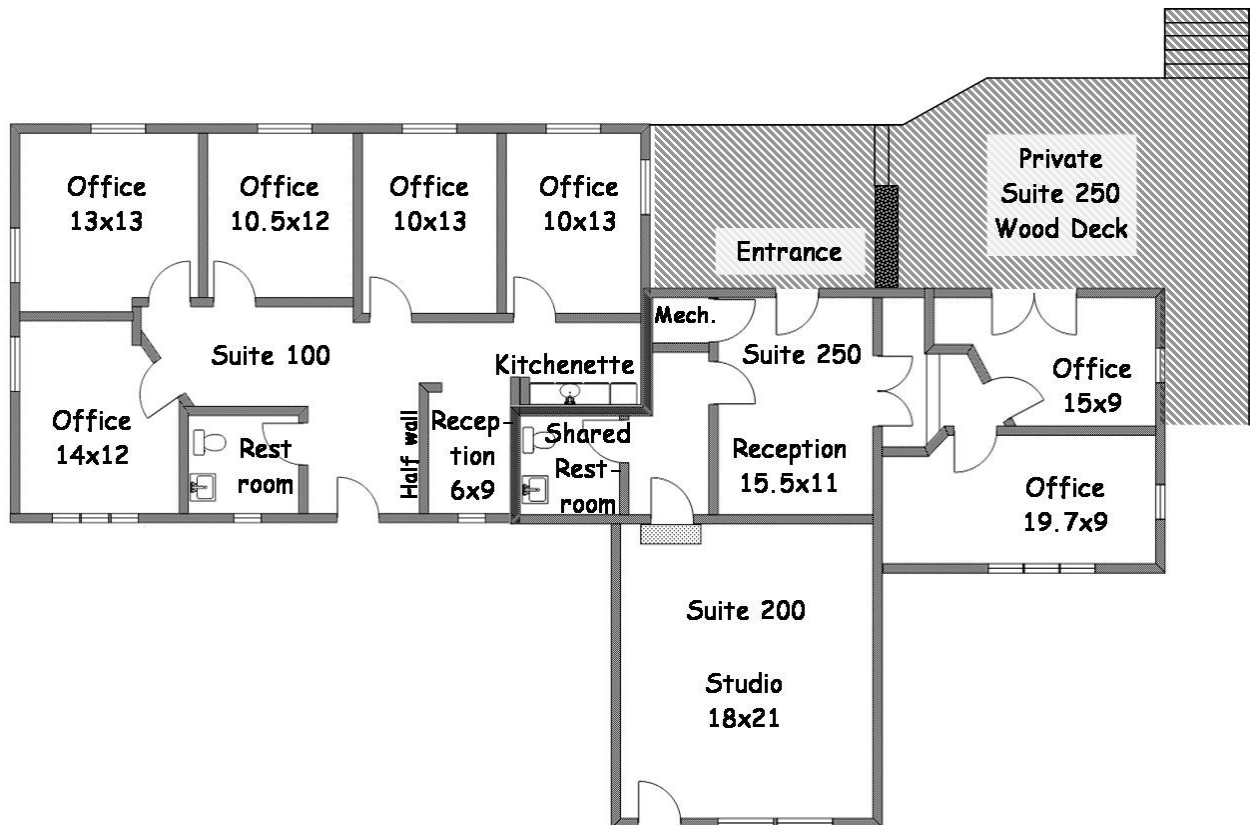 Office
13x13
Office
10.5x12
Office
10x13
Office
10x13
Entrance
Private
Suite 250
Wood Deck
Mech.
Suite 100
Kitchenette
Suite 250
Office
15x9
Office
14x12
Rest
room
Half wall
Recep-
tion
6x9
Shared
Rest-
room
Reception
15.5x11
Office
19.7x9
Suite 200
Studio
18x21